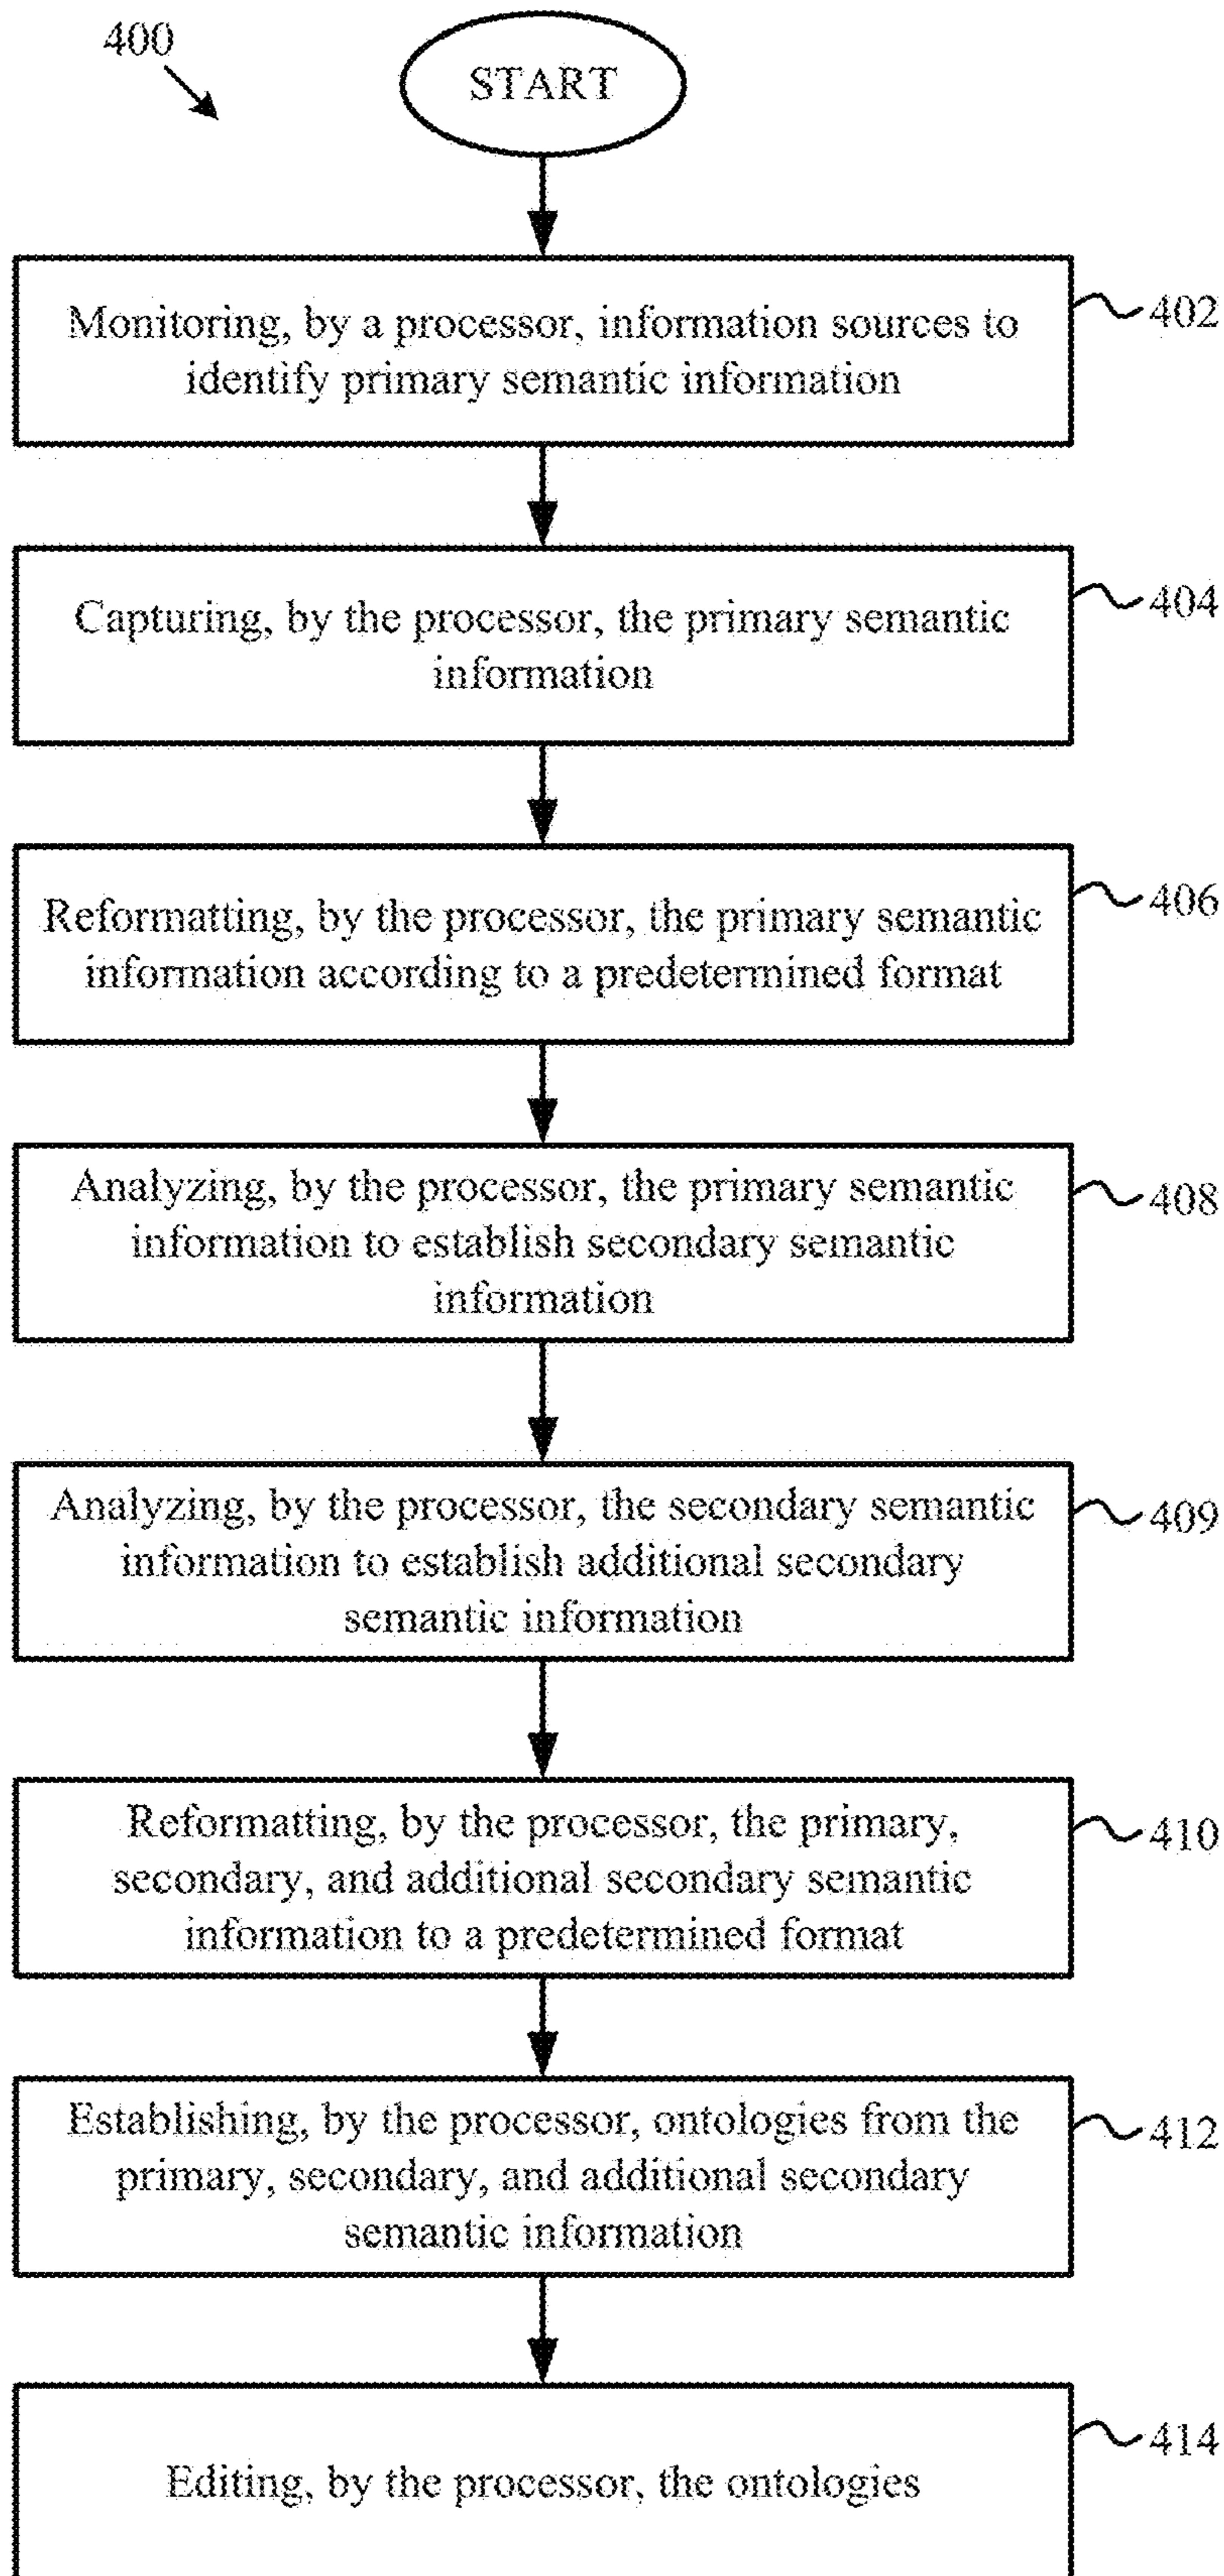 400
START
Monitoring, by a processor, information sources to
identify primary semantic information
402
Capturing, by the processor, the primary semantic
information
404
Reformatting, by the processor, the primary semantic
information according to a predetermined format
406
Analyzing, by the processor, the primary semantic
information to establish secondary semantic
information
408
Analyzing, by the processor, the secondary semantic
information to establish additional secondary
semantic information
409
Reformatting, by the processor, the primary,
secondary, and additional secondary semantic
information to a predetermined format
410
Establishing, by the processor, ontologies from the
primary, secondary, and additional secondary
semantic information
412
Editing, by the processor, the ontologies
414